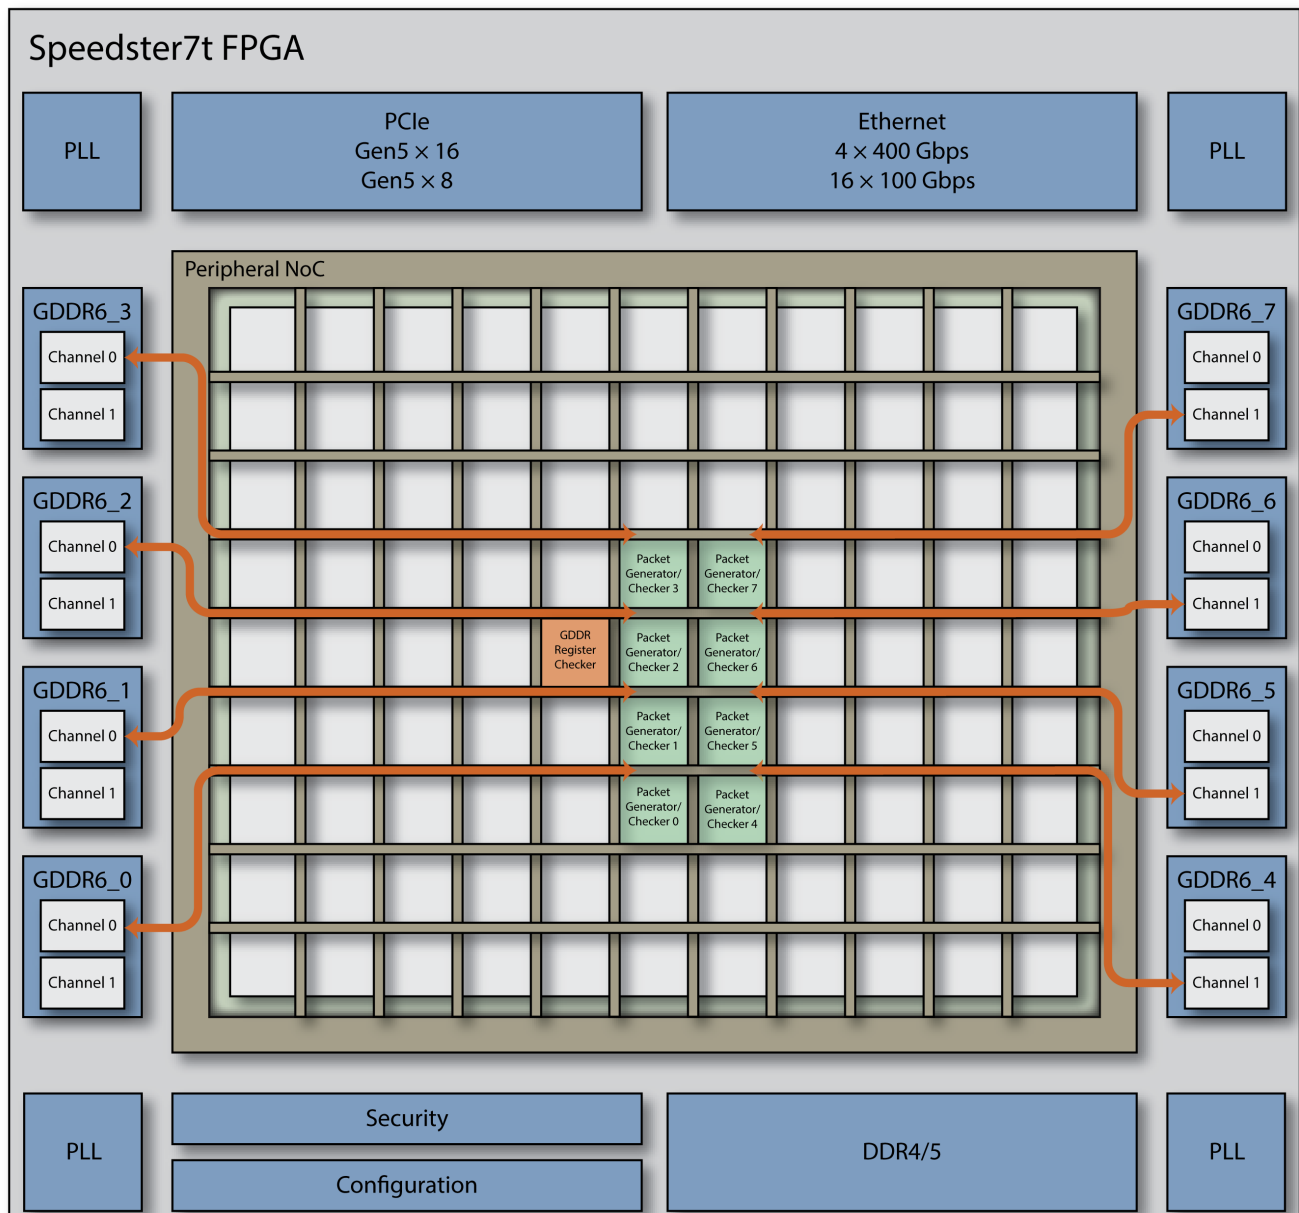 Speedster7t FPGA
PLL
PCIe
Gen5 × 16
Gen5 × 8
Ethernet
4 × 400 Gbps
16 × 100 Gbps
PLL
Peripheral NoC
GDDR6_3
Channel 0
Channel 1
GDDR6_2
Channel 0
Channel 1
GDDR6_1
Channel 0
Channel 1
GDDR6_0
Channel 0
Channel 1
Packet
Generator/
Checker 3
Packet
Generator/
Checker 7
GDDR
Register
Checker
Packet
Generator/
Checker 2
Packet
Generator/
Checker 6
Packet
Generator/
Checker 1
Packet
Generator/
Checker 5
Packet
Generator/
Checker 0
Packet
Generator/
Checker 4
GDDR6_7
Channel 0
Channel 1
GDDR6_6
Channel 0
Channel 1
GDDR6_5
Channel 0
Channel 1
GDDR6_4
Channel 0
Channel 1
PLL
Security
Configuration
DDR4/5
PLL